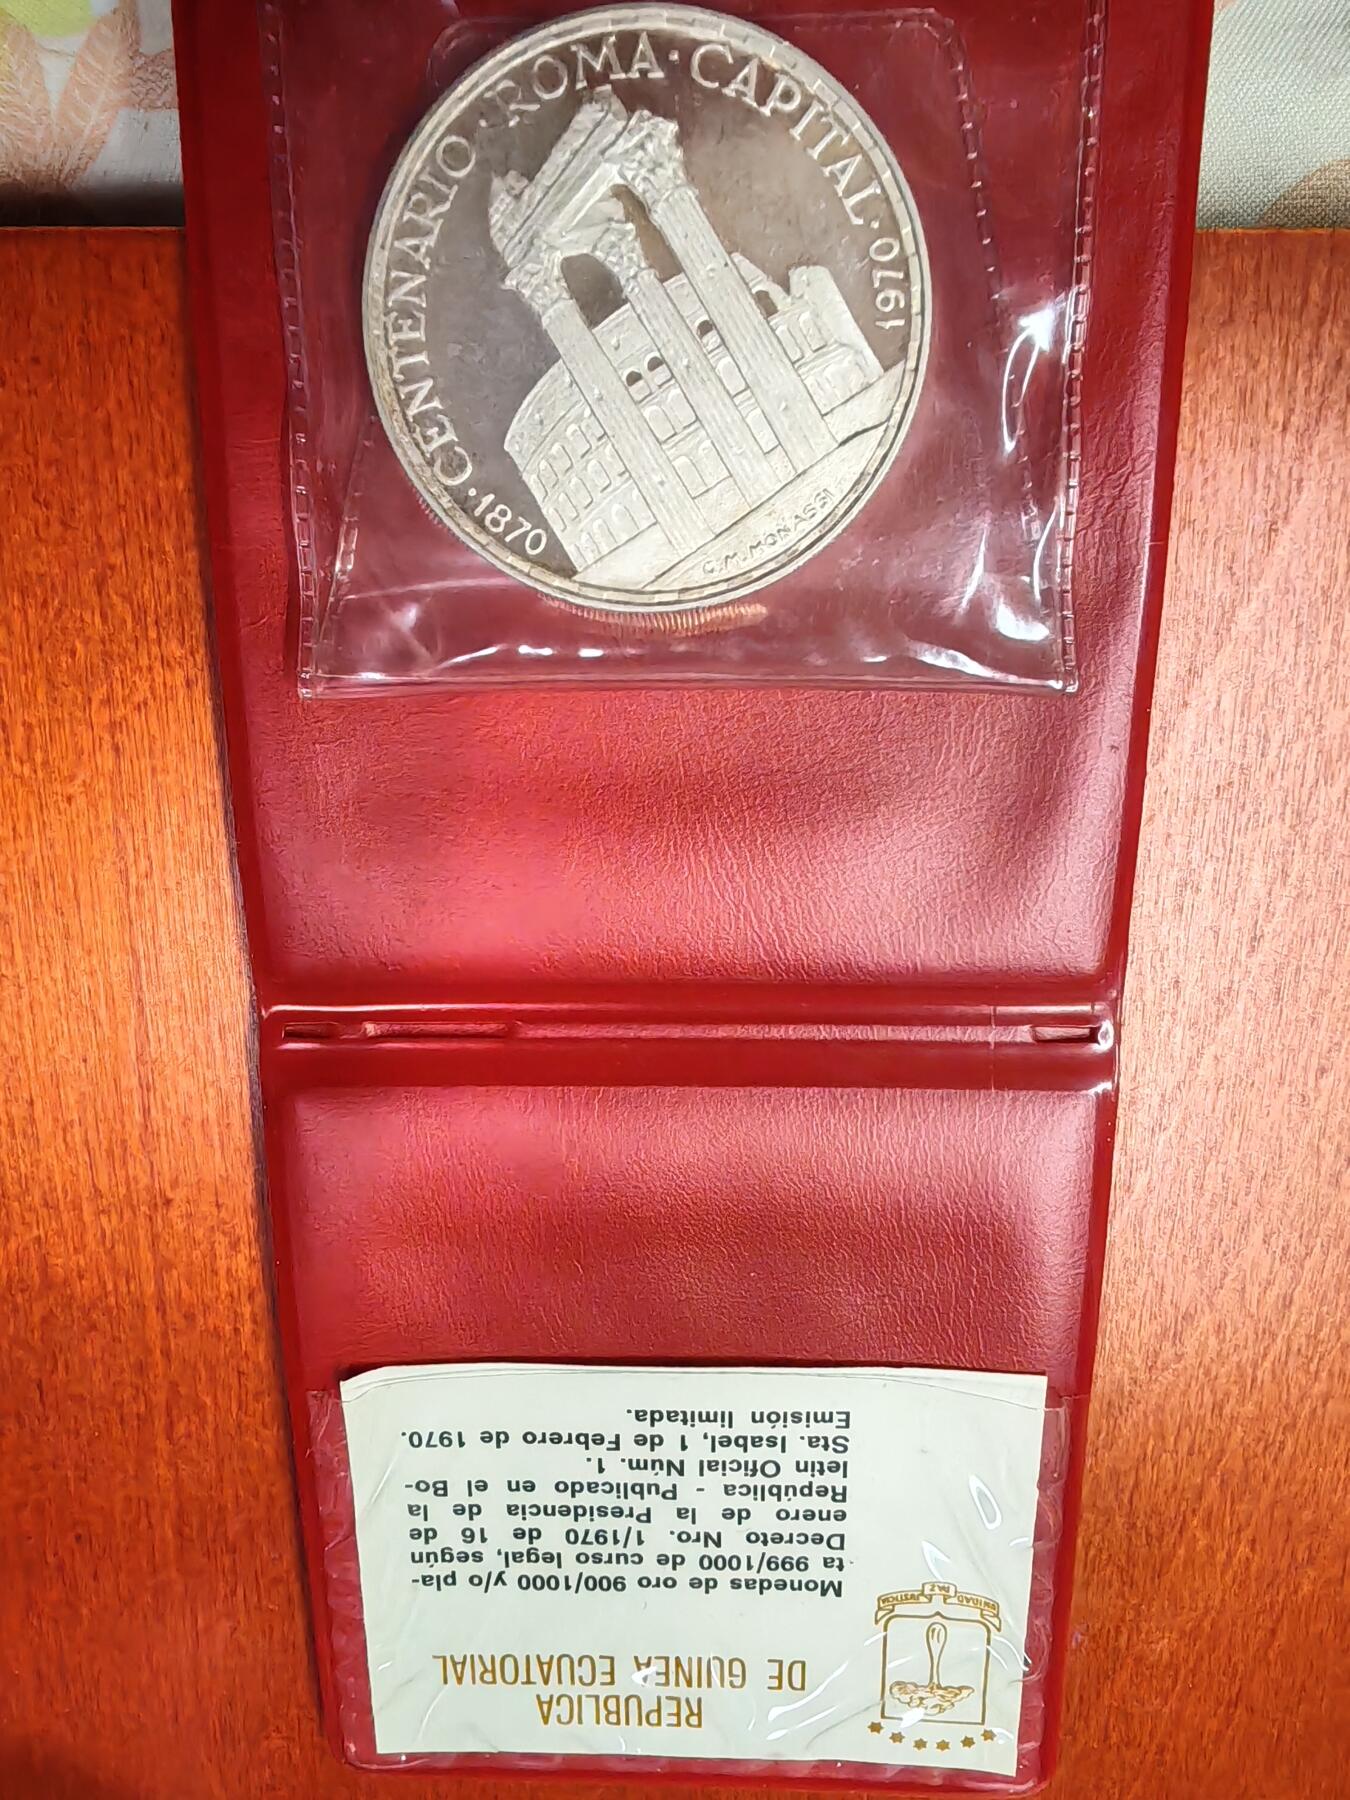 CENTENARIO · ROMA · CAPITAL ·
· 1870
1970
C. M. MONASSI
REPUBLICA
DE GUINEA ECUATORIAL
UNIDAD PAZ JUSTICIA
Monedas de oro 900/1000 y/o pla-
ta 999/1000 de curso legal, según
Decreto Nro. 1/1970 de 16 de
enero de la Presidencia de la
República - Publicado en el Bo-
letin Oficial Núm. 1.
Sta. Isabel, 1 de Febrero de 1970.
Emisión limitada.